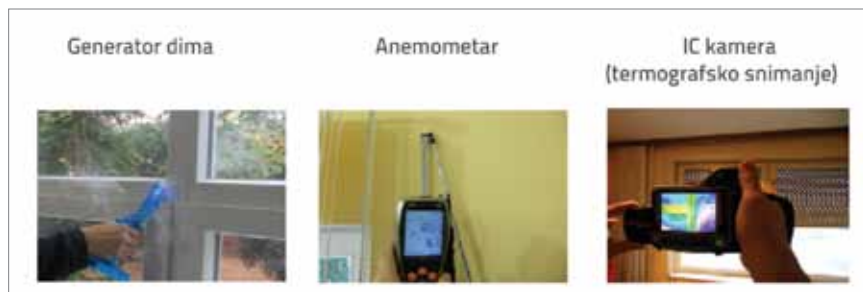 Generator dima
Anemometar
IC kamera
(termografsko snimanje)